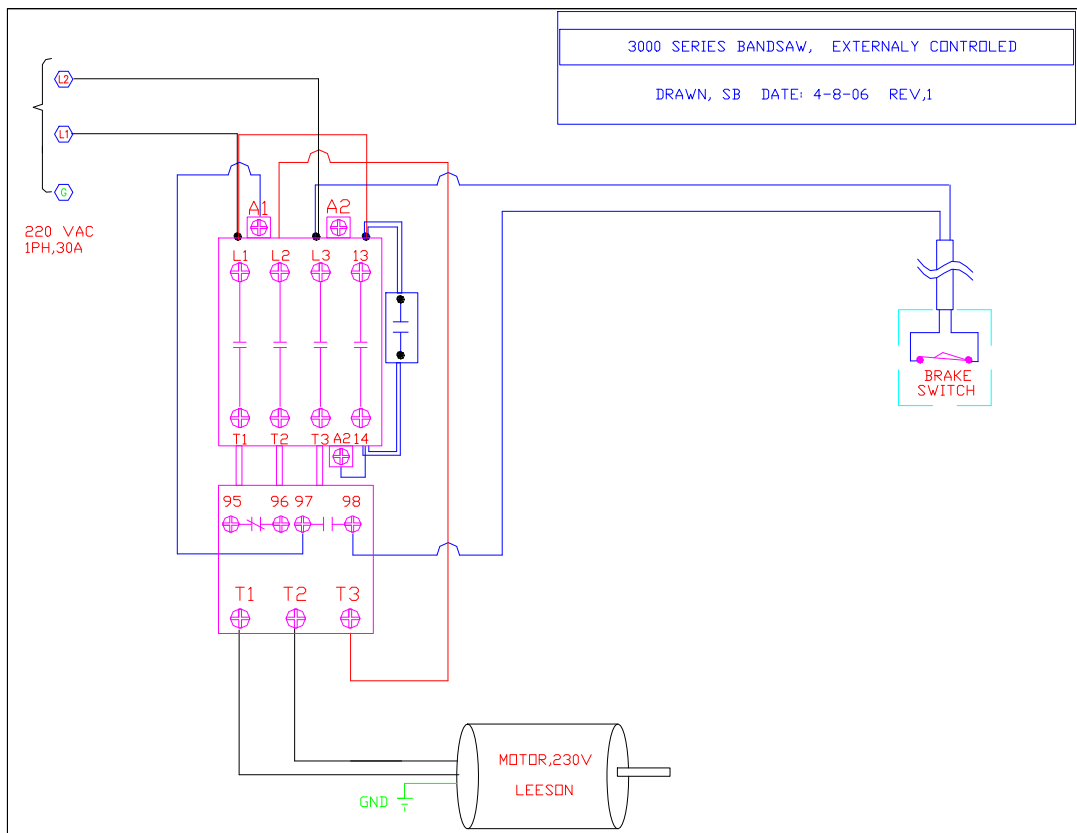 3000 SERIES BANDSAW, EXTERNALY CONTROLED
DRAWN, SB DATE: 4-8-06 REV,1
L2
L1
G
220 VAC
1PH,30A
A1 A2
L1 L2 L3 13
T1 T2 T3 A2 14
95 96 97 98
T1 T2 T3
BRAKE
SWITCH
MOTOR,230V
LEESON
GND